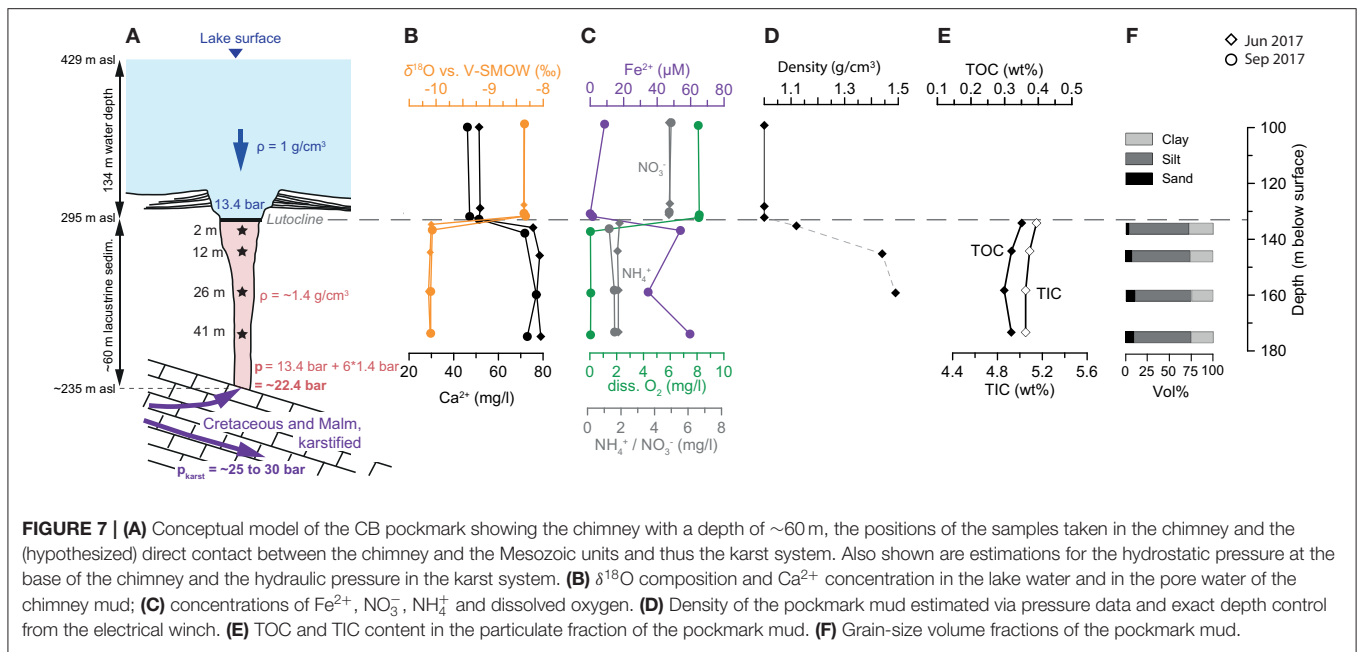 A
B
C
D
E
F
Lake surface
429 m asl
134 m water depth
ρ = 1 g/cm³
13.4 bar
295 m asl
Lutocline
2 m
12 m
26 m
41 m
ρ = ~1.4 g/cm³
~60 m lacustrine sedim.
p = 13.4 bar + 6*1.4 bar
= ~22.4 bar
~235 m asl
Cretaceous and Malm,
karstified
p_karst = ~25 to 30 bar
δ¹⁸O vs. V-SMOW (‰)
-10 -9 -8
20 40 60 80
Ca²⁺ (mg/l)
Fe²⁺ (µM)
0 20 40 60 80
NO₃⁻
NH₄⁺
0 2 4 6 8 10
diss. O₂ (mg/l)
0 2 4 6 8
NH₄⁺ / NO₃⁻ (mg/l)
Density (g/cm³)
1.1 1.3 1.5
TOC (wt%)
0.1 0.2 0.3 0.4 0.5
TOC
TIC
4.4 4.8 5.2 5.6
TIC (wt%)
Jun 2017
Sep 2017
Clay
Silt
Sand
0 25 50 75 100
Vol%
100
120
140
160
180
Depth (m below surface)
FIGURE 7 | (A) Conceptual model of the CB pockmark showing the chimney with a depth of ∼60 m, the positions of the samples taken in the chimney and the
(hypothesized) direct contact between the chimney and the Mesozoic units and thus the karst system. Also shown are estimations for the hydrostatic pressure at the
base of the chimney and the hydraulic pressure in the karst system. (B) δ¹⁸O composition and Ca²⁺ concentration in the lake water and in the pore water of the
chimney mud; (C) concentrations of Fe²⁺, NO₃⁻, NH₄⁺ and dissolved oxygen. (D) Density of the pockmark mud estimated via pressure data and exact depth control
from the electrical winch. (E) TOC and TIC content in the particulate fraction of the pockmark mud. (F) Grain-size volume fractions of the pockmark mud.